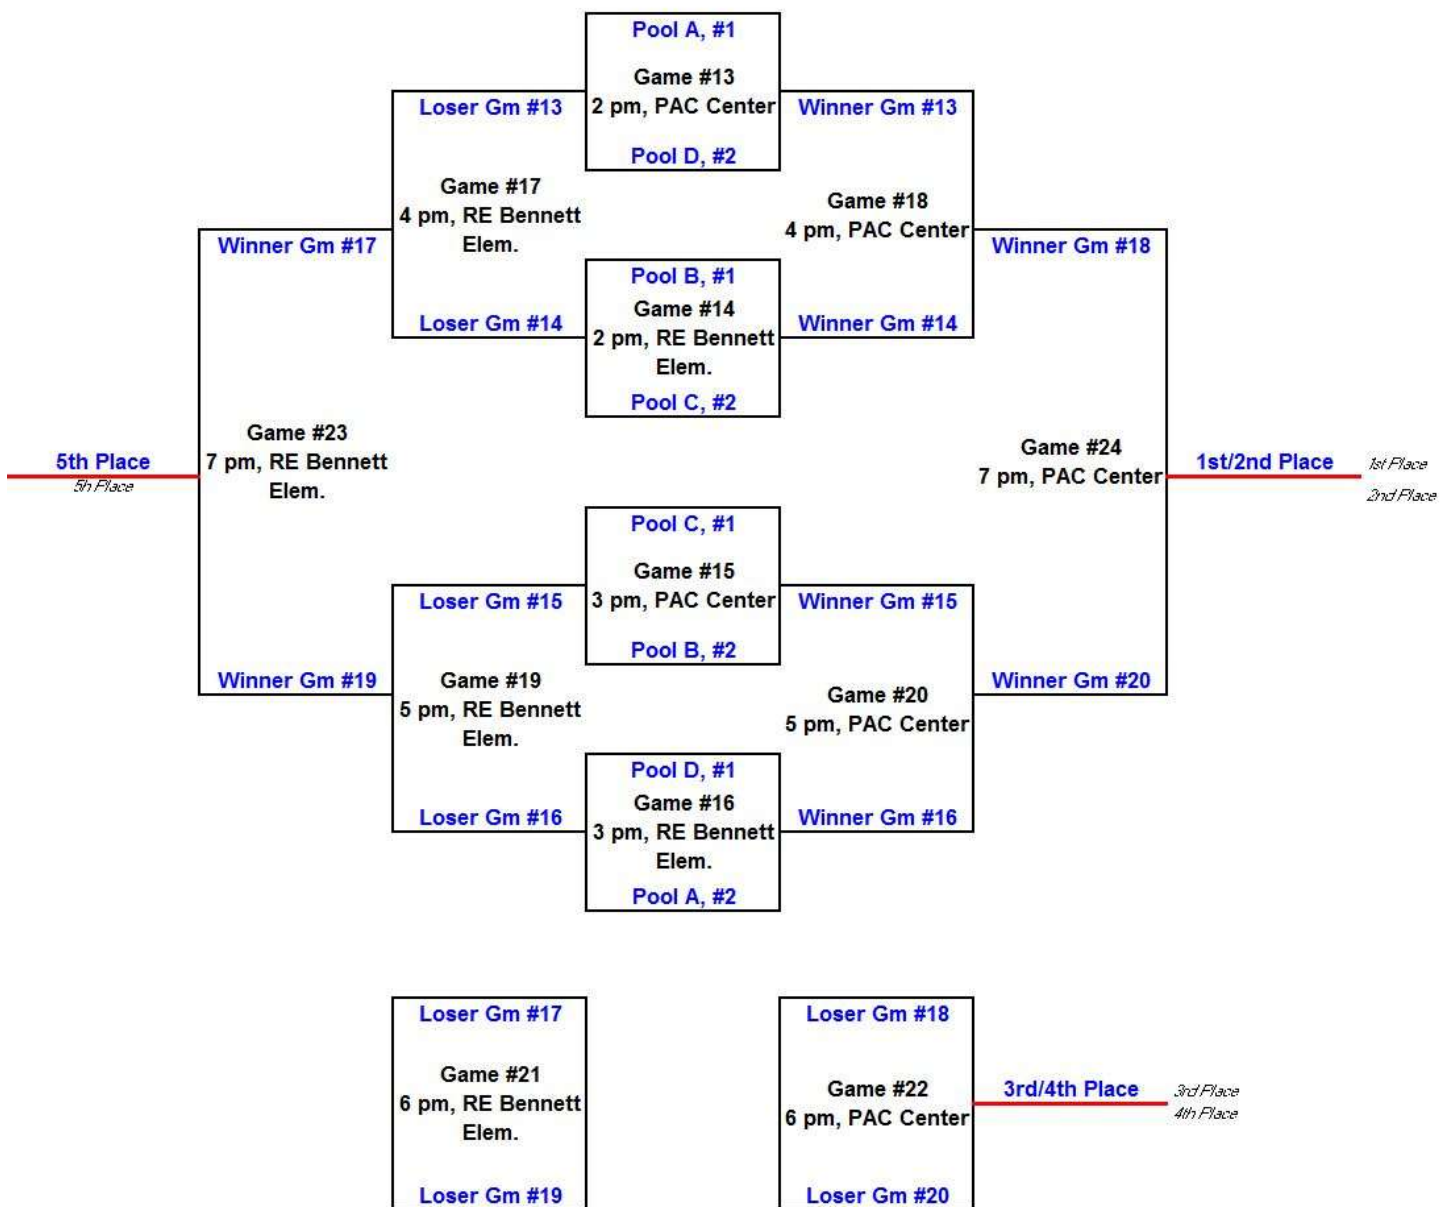 Pool A, #1
Game #13
2 pm, PAC Center
Pool D, #2
Loser Gm #13
Winner Gm #13
Game #17
4 pm, RE Bennett
Elem.
Game #18
4 pm, PAC Center
Winner Gm #17
Winner Gm #18
Pool B, #1
Game #14
2 pm, RE Bennett
Elem.
Pool C, #2
Loser Gm #14
Winner Gm #14
Game #23
7 pm, RE Bennett
Elem.
5th Place
5h Place
Game #24
7 pm, PAC Center
1st/2nd Place
1st Place
2nd Place
Pool C, #1
Game #15
3 pm, PAC Center
Pool B, #2
Loser Gm #15
Winner Gm #15
Winner Gm #19
Game #19
5 pm, RE Bennett
Elem.
Game #20
5 pm, PAC Center
Winner Gm #20
Pool D, #1
Game #16
3 pm, RE Bennett
Elem.
Pool A, #2
Loser Gm #16
Winner Gm #16
Loser Gm #17
Game #21
6 pm, RE Bennett
Elem.
Loser Gm #19
Loser Gm #18
Game #22
6 pm, PAC Center
Loser Gm #20
3rd/4th Place
3rd Place
4th Place